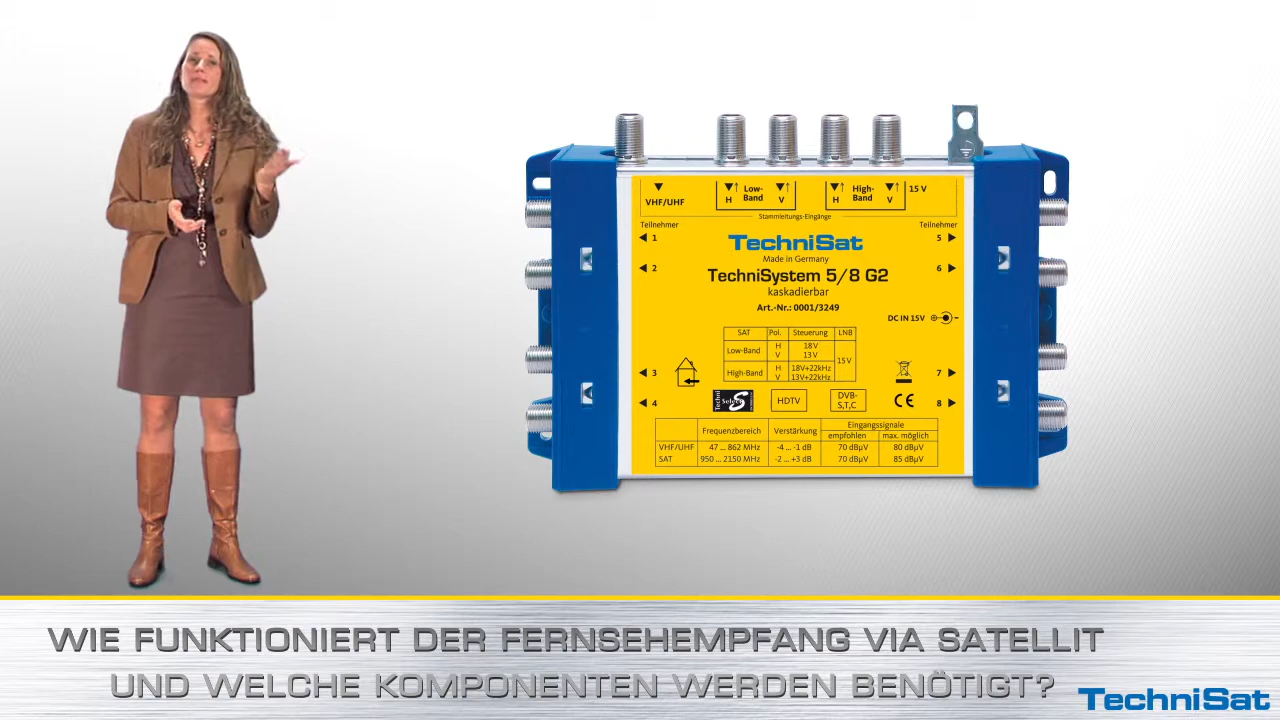 VHF/UHF
H Low-Band V
H High-Band V
15 V
Stammleitungs-Eingänge
Teilnehmer
Teilnehmer
1
5
2
6
TechniSat
Made in Germany
TechniSystem 5/8 G2
kaskadierbar
Art.-Nr.: 0001/3249
DC IN 15V
SAT Pol. Steuerung LNB
Low-Band H 18V
V 13V
15V
High-Band H 18V+22kHz
V 13V+22kHz
3
7
4
8
Techni Select
HDTV
DVB-S,T,C
CE
Frequenzbereich Verstärkung Eingangssignale
empfohlen max. möglich
VHF/UHF 47 ... 862 MHz -4 ... -1 dB 70 dBµV 80 dBµV
SAT 950 ... 2150 MHz -2 ... +3 dB 70 dBµV 85 dBµV
WIE FUNKTIONIERT DER FERNSEHEMPFANG VIA SATELLIT
UND WELCHE KOMPONENTEN WERDEN BENÖTIGT?
TechniSat